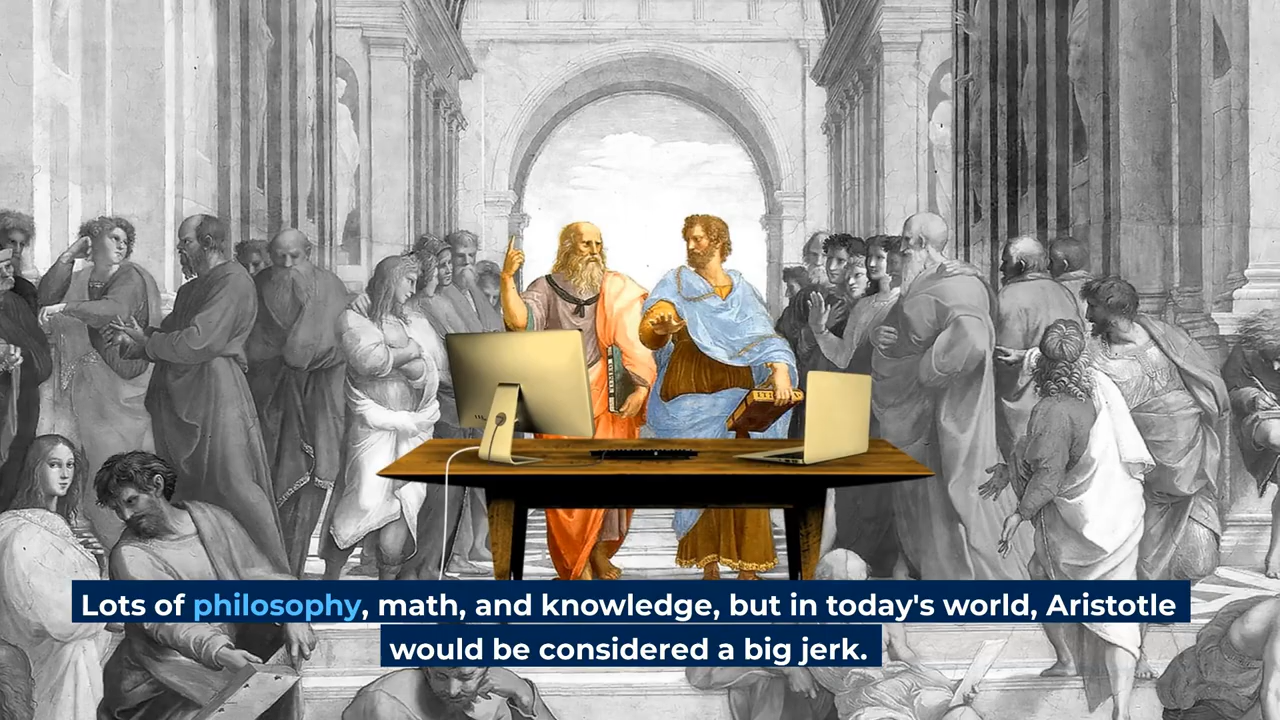 Lots of philosophy, math, and knowledge, but in today's world, Aristotle
would be considered a big jerk.